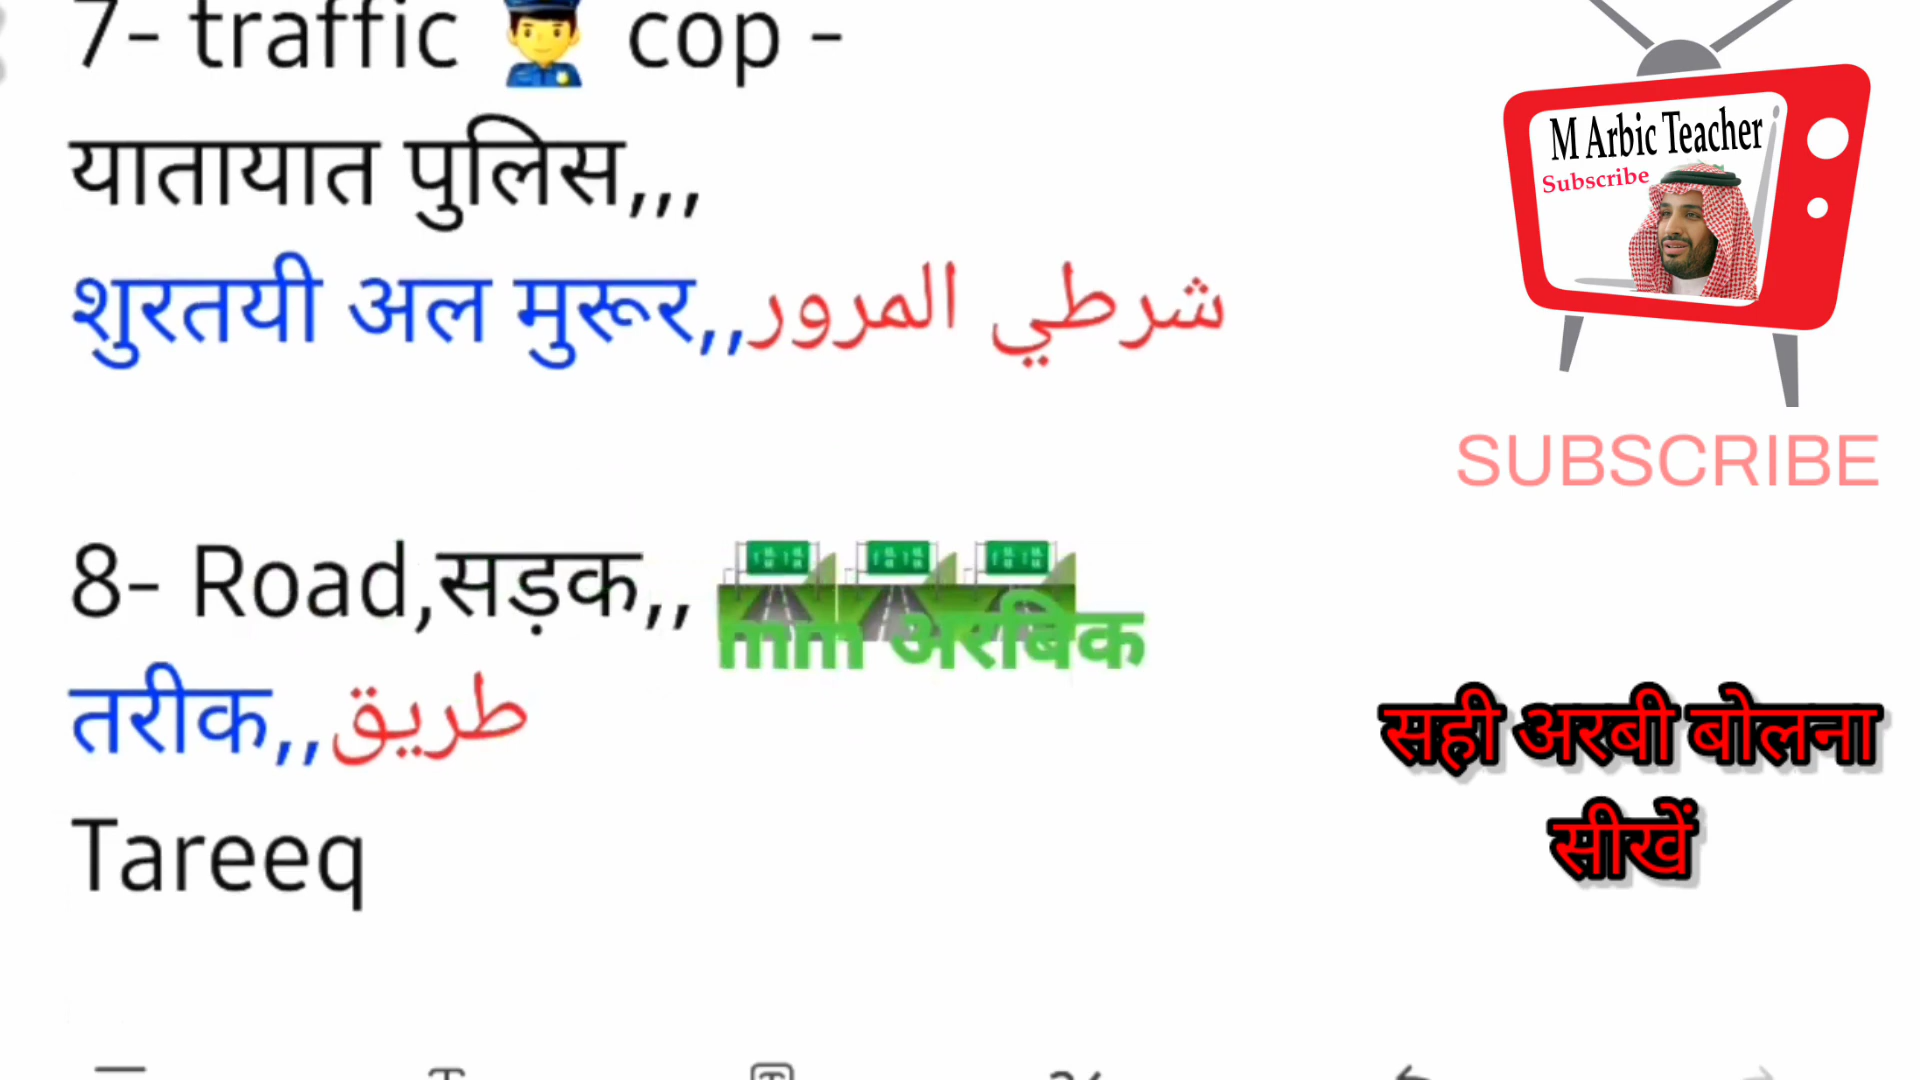 7- traffic 👮 cop -
यातायात पुलिस,,,
शुरतयी अल मुरूर,,شرطي المرور
8- Road,सड़क,,
mm अरबिक
तरीक,,طريق
Tareeq
M Arbic Teacher
Subscribe
SUBSCRIBE
सही अरबी बोलना
सीखें